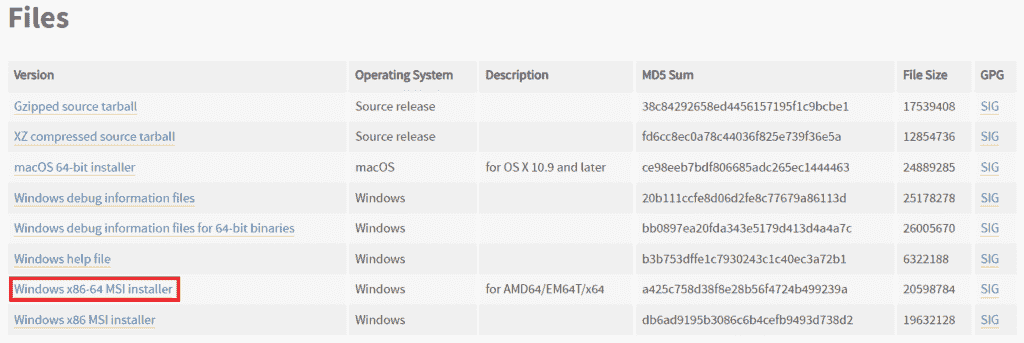 Files
Version Operating System Description MD5 Sum File Size GPG
Gzipped source tarball Source release 38c84292658ed4456157195f1c9bcbe1 17539408 SIG
XZ compressed source tarball Source release fd6cc8ec0a78c44036f825e739f36e5a 12854736 SIG
macOS 64-bit installer macOS for OS X 10.9 and later ce98eeb7bdf806685adc265ec1444463 24889285 SIG
Windows debug information files Windows 20b111ccfe8d06d2fe8c77679a86113d 25178278 SIG
Windows debug information files for 64-bit binaries Windows bb0897ea20fda343e5179d413d4a4a7c 26005670 SIG
Windows help file Windows b3b753dffe1c7930243c1c40ec3a72b1 6322188 SIG
Windows x86-64 MSI installer Windows for AMD64/EM64T/x64 a425c758d38f8e28b56f4724b499239a 20598784 SIG
Windows x86 MSI installer Windows db6ad9195b3086c6b4cefb9493d738d2 19632128 SIG